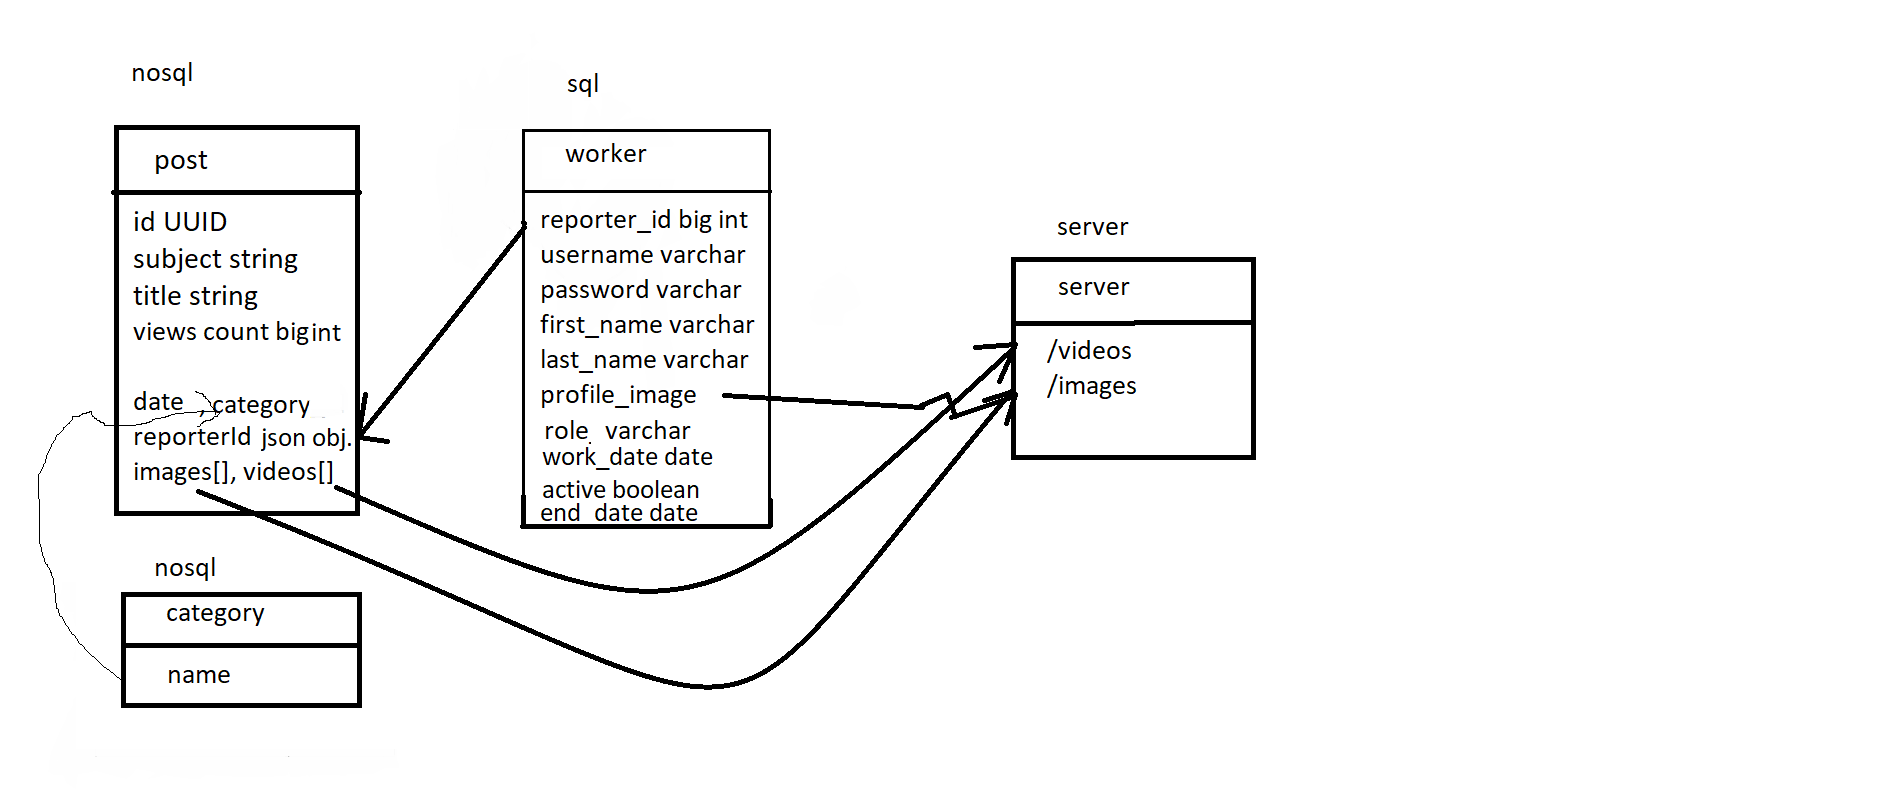 nosql
post
id UUID
subject string
title string
views count bigint
date , category
reporterId json obj.
images[], videos[]
nosql
category
name
sql
worker
reporter_id big int
username varchar
password varchar
first_name varchar
last_name varchar
profile_image
role varchar
work_date date
active boolean
end_date date
server
server
/videos
/images